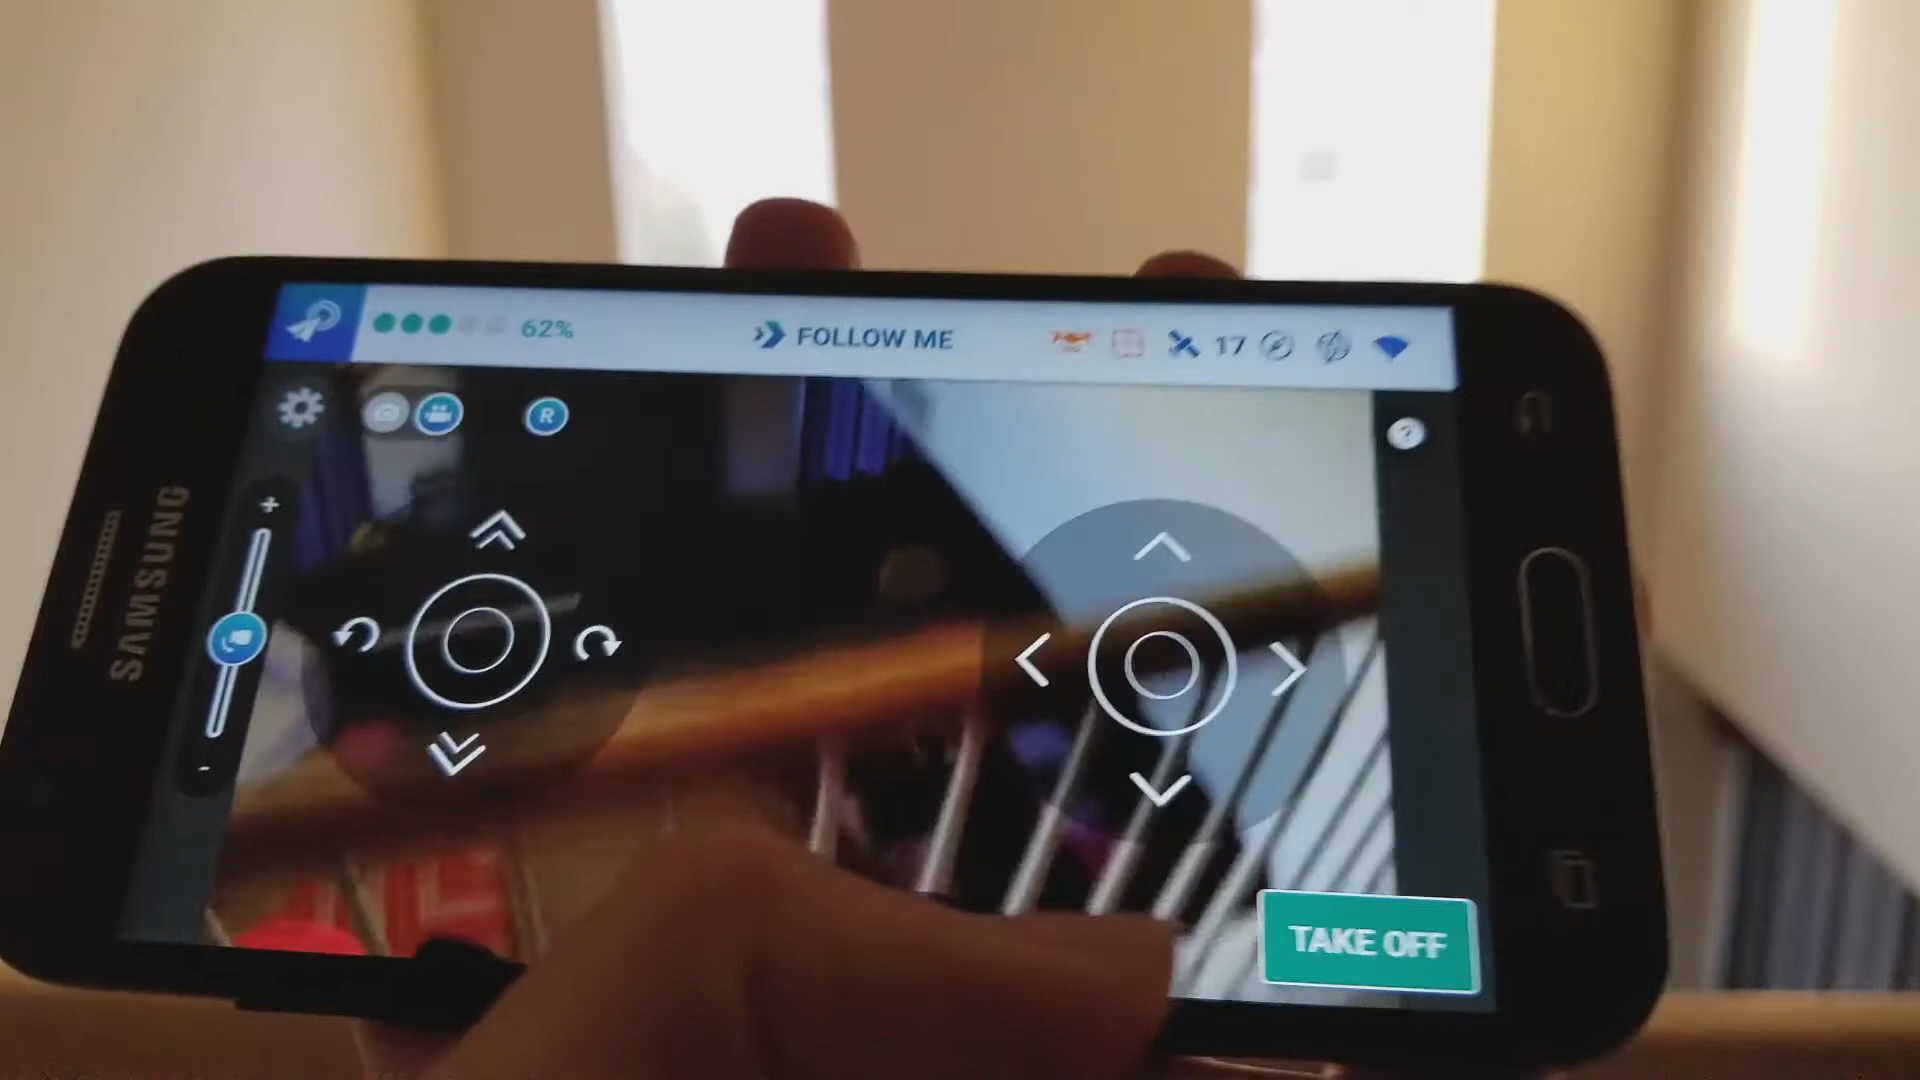 62%
FOLLOW ME
17
R
?
+
-
SAMSUNG
TAKE OFF